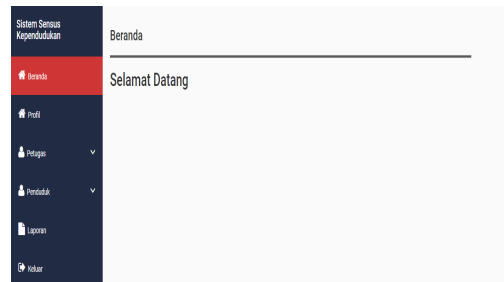 Sistem Sensus
Kependudukan
Beranda
Profil
Petugas
Penduduk
Laporan
Keluar
Beranda
Selamat Datang